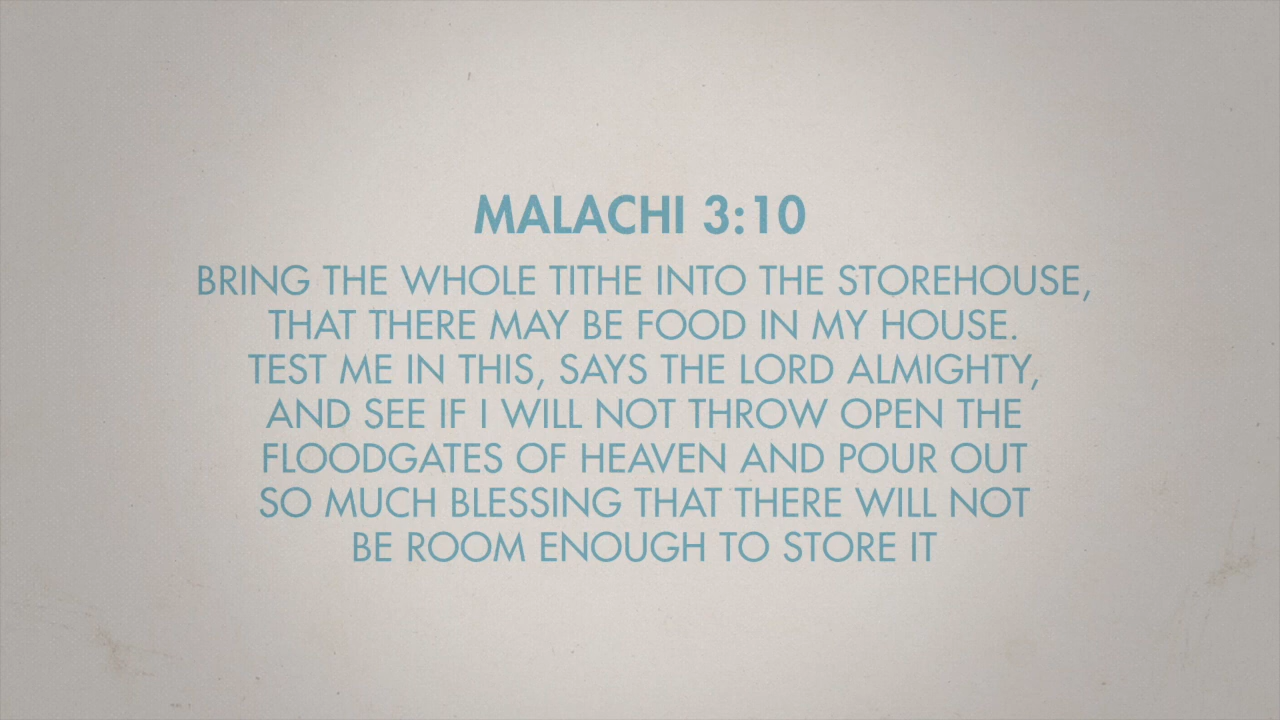 MALACHI 3:10
BRING THE WHOLE TITHE INTO THE STOREHOUSE,
THAT THERE MAY BE FOOD IN MY HOUSE.
TEST ME IN THIS, SAYS THE LORD ALMIGHTY,
AND SEE IF I WILL NOT THROW OPEN THE
FLOODGATES OF HEAVEN AND POUR OUT
SO MUCH BLESSING THAT THERE WILL NOT
BE ROOM ENOUGH TO STORE IT